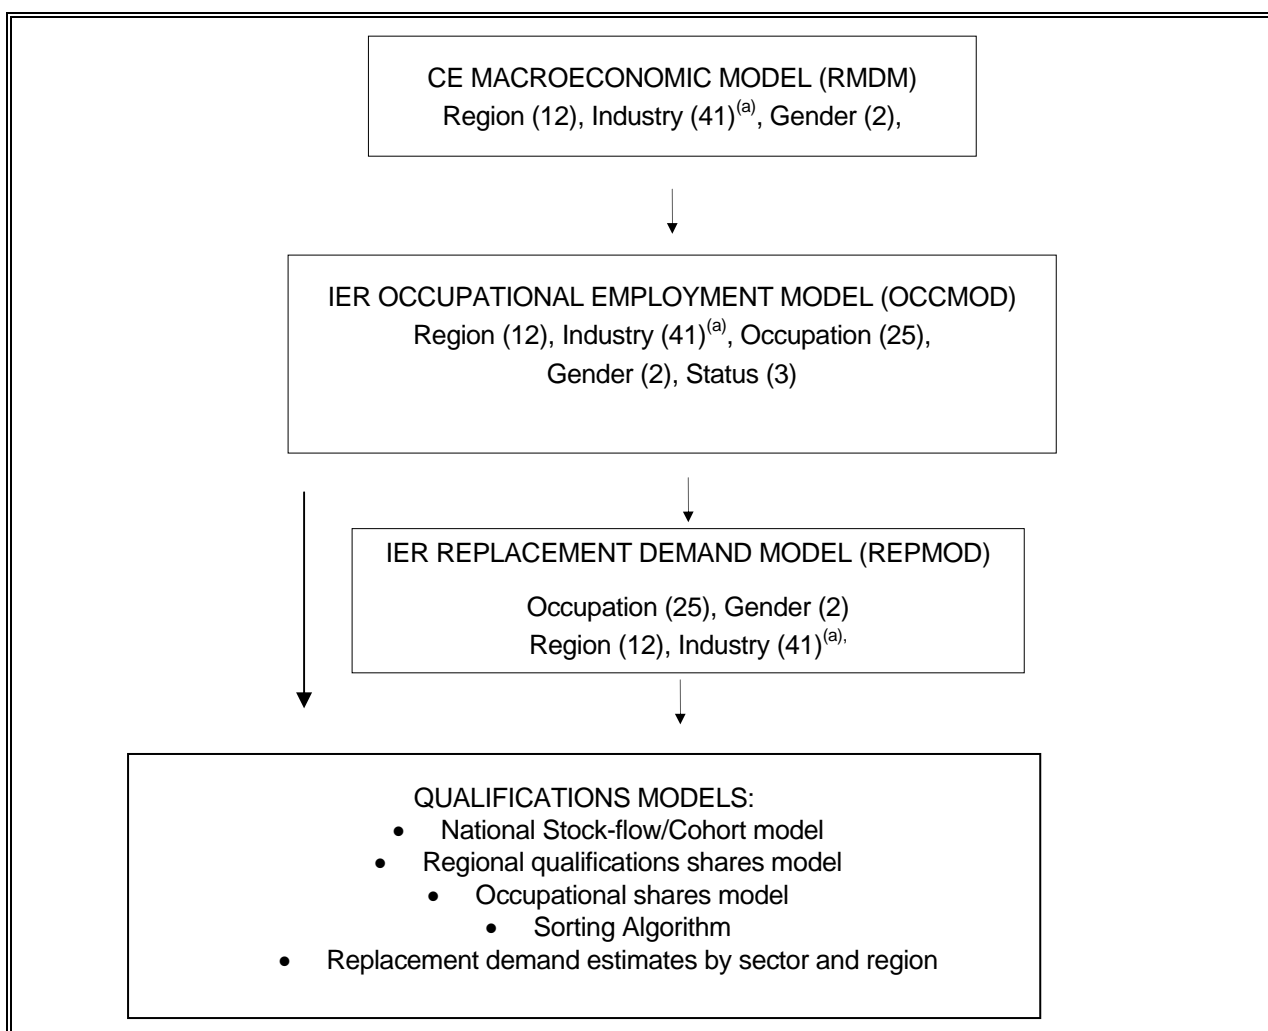 CE MACROECONOMIC MODEL (RMDM)
Region (12), Industry (41)(a), Gender (2),
IER OCCUPATIONAL EMPLOYMENT MODEL (OCCMOD)
Region (12), Industry (41)(a), Occupation (25),
Gender (2), Status (3)
IER REPLACEMENT DEMAND MODEL (REPMOD)
Occupation (25), Gender (2)
Region (12), Industry (41)(a),
QUALIFICATIONS MODELS:
• National Stock-flow/Cohort model
• Regional qualifications shares model
• Occupational shares model
• Sorting Algorithm
• Replacement demand estimates by sector and region